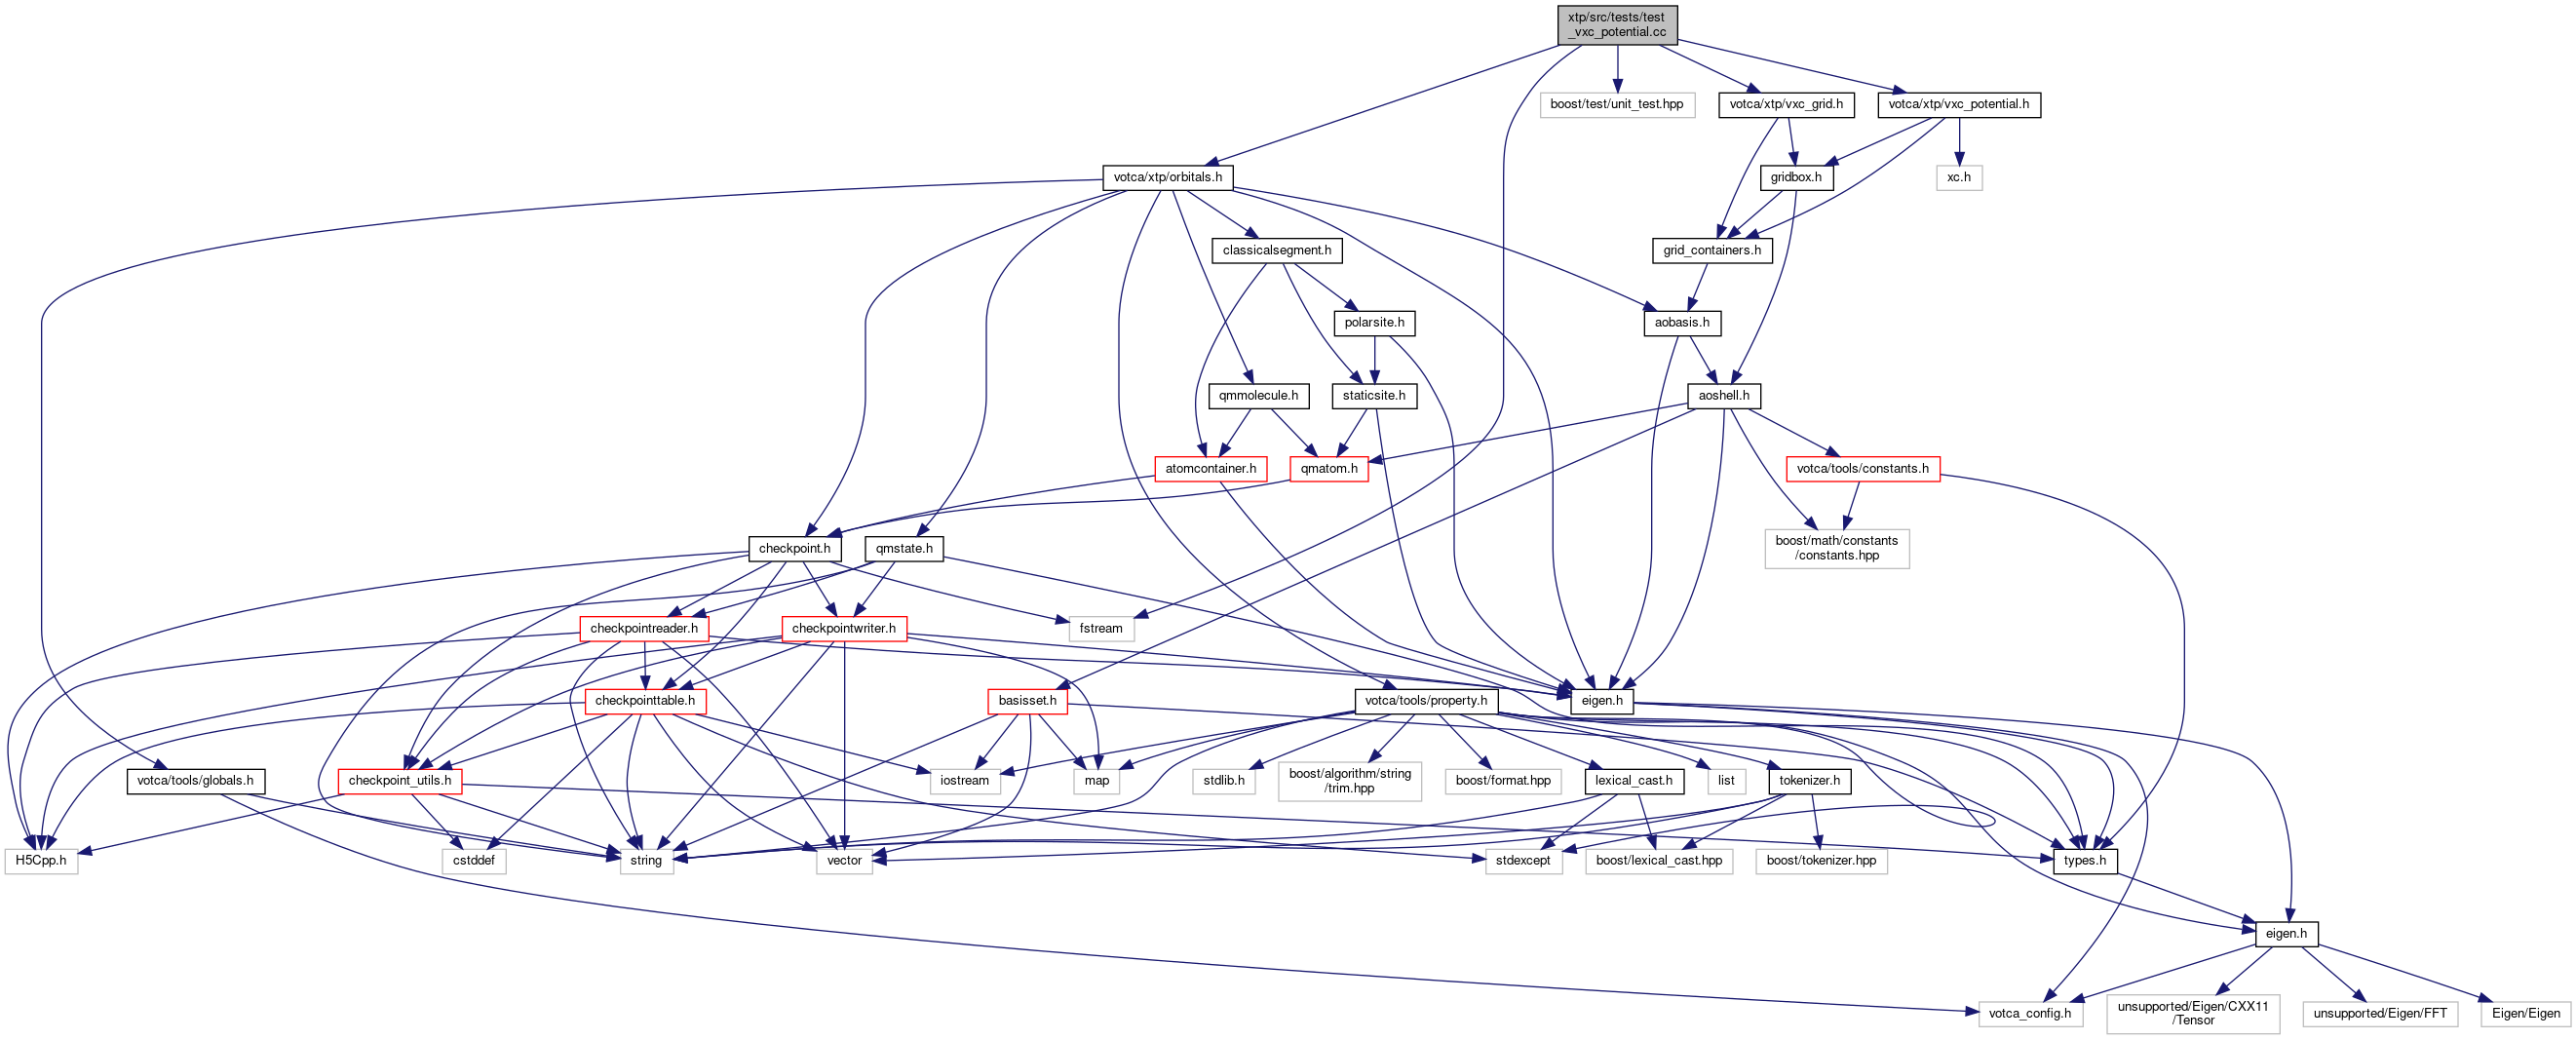 xtp/src/tests/test
_vxc_potential.cc
boost/test/unit_test.hpp
votca/xtp/vxc_grid.h
votca/xtp/vxc_potential.h
votca/xtp/orbitals.h
gridbox.h
xc.h
classicalsegment.h
grid_containers.h
polarsite.h
aobasis.h
qmmolecule.h
staticsite.h
aoshell.h
atomcontainer.h
qmatom.h
votca/tools/constants.h
checkpoint.h
qmstate.h
boost/math/constants
/constants.hpp
checkpointreader.h
checkpointwriter.h
fstream
checkpointtable.h
basisset.h
votca/tools/property.h
eigen.h
votca/tools/globals.h
checkpoint_utils.h
iostream
map
stdlib.h
boost/algorithm/string
/trim.hpp
boost/format.hpp
lexical_cast.h
list
tokenizer.h
H5Cpp.h
cstddef
string
vector
stdexcept
boost/lexical_cast.hpp
boost/tokenizer.hpp
types.h
eigen.h
votca_config.h
unsupported/Eigen/CXX11
/Tensor
unsupported/Eigen/FFT
Eigen/Eigen